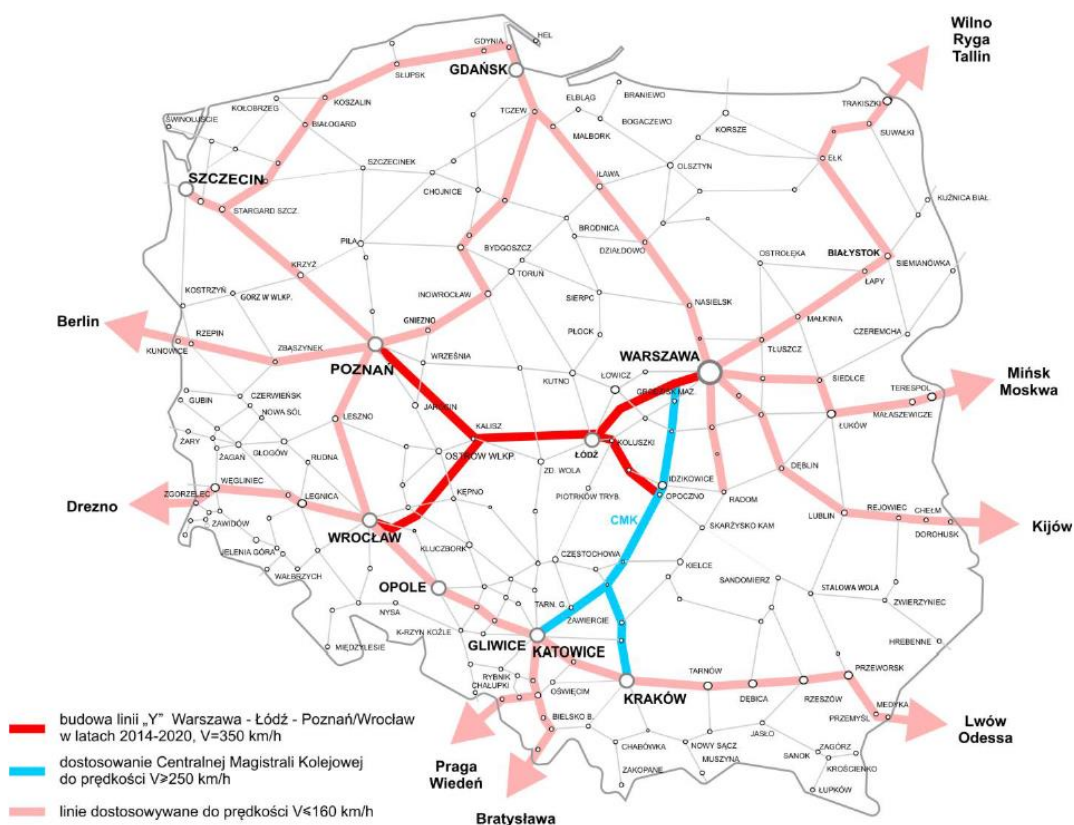 Wilno
Ryga
Tallin
HEL
GDYNIA
GDAŃSK
SŁUPSK
KOSZALIN
KOŁOBRZEG
BIAŁOGARD
ŚWINOUJŚCIE
TCZEW
ELBLĄG
BRANIEWO
BOGACZEWO
MALBORK
KORSZE
TRAKISZKI
SUWAŁKI
EŁK
OLSZTYN
SZCZECINEK
CHOJNICE
IŁAWA
SZCZECIN
STARGARD SZCZ.
KUŹNICA BIAŁ.
BRODNICA
DZIAŁDOWO
PIŁA
BYDGOSZCZ
TORUŃ
OSTROŁĘKA
BIAŁYSTOK
SIEMIANÓWKA
ŁAPY
KRZYŻ
KOSTRZYŃ
GORZ W WLKP.
INOWROCŁAW
SIERPC
NASIELSK
MAŁKINIA
CZEREMCHA
Berlin
RZEPIN
KUNOWICE
ZBĄSZYNEK
GNIEZNO
PŁOCK
TŁUSZCZ
WARSZAWA
POZNAŃ
WRZEŚNIA
KUTNO
ŁOWICZ
GRODZISK MAZ.
SIEDLCE
TERESPOL
MAŁASZEWICZE
Mińsk
Moskwa
CZERWIEŃSK
GUBIN
NOWA SÓL
LESZNO
JAROCIN
KALISZ
ŁÓDŹ
KOLUSZKI
ŁUKÓW
ŻARY
ŻAGAŃ
GŁOGÓW
RUDNA
OSTRÓW WLKP.
ZD. WOLA
PIOTRKÓW TRYB.
IDZIKOWICE
OPOCZNO
RADOM
DĘBLIN
Drezno
ZGORZELEC
WĘGLINIEC
LEGNICA
KĘPNO
ZAWIDÓW
JELENIA GÓRA
WAŁBRZYCH
WROCŁAW
KLUCZBORK
CMK
SKARŻYSKO KAM
LUBLIN
REJOWIEC
CHEŁM
DOROHUSK
Kijów
CZĘSTOCHOWA
KIELCE
SANDOMIERZ
STALOWA WOLA
ZWIERZYNIEC
OPOLE
NYSA
TARN. G.
ZAWIERCIE
HREBENNE
K-RZYN KOŹLE
MIĘDZYLESIE
GLIWICE
KATOWICE
RYBNIK
CHAŁUPKI
OŚWIĘCIM
KRAKÓW
TARNÓW
DĘBICA
RZESZÓW
PRZEWORSK
MEDYKA
PRZEMYŚL
BIELSKO B.
CHABÓWKA
ZAKOPANE
NOWY SĄCZ
MUSZYNA
JASŁO
SANOK
ZAGÓRZ
KROŚCIENKO
ŁUPKÓW
Lwów
Odessa
Praga
Wiedeń
Bratysława
budowa linii „Y” Warszawa - Łódź - Poznań/Wrocław
w latach 2014-2020, V=350 km/h
dostosowanie Centralnej Magistrali Kolejowej
do prędkości V≥250 km/h
linie dostosowywane do prędkości V≤160 km/h